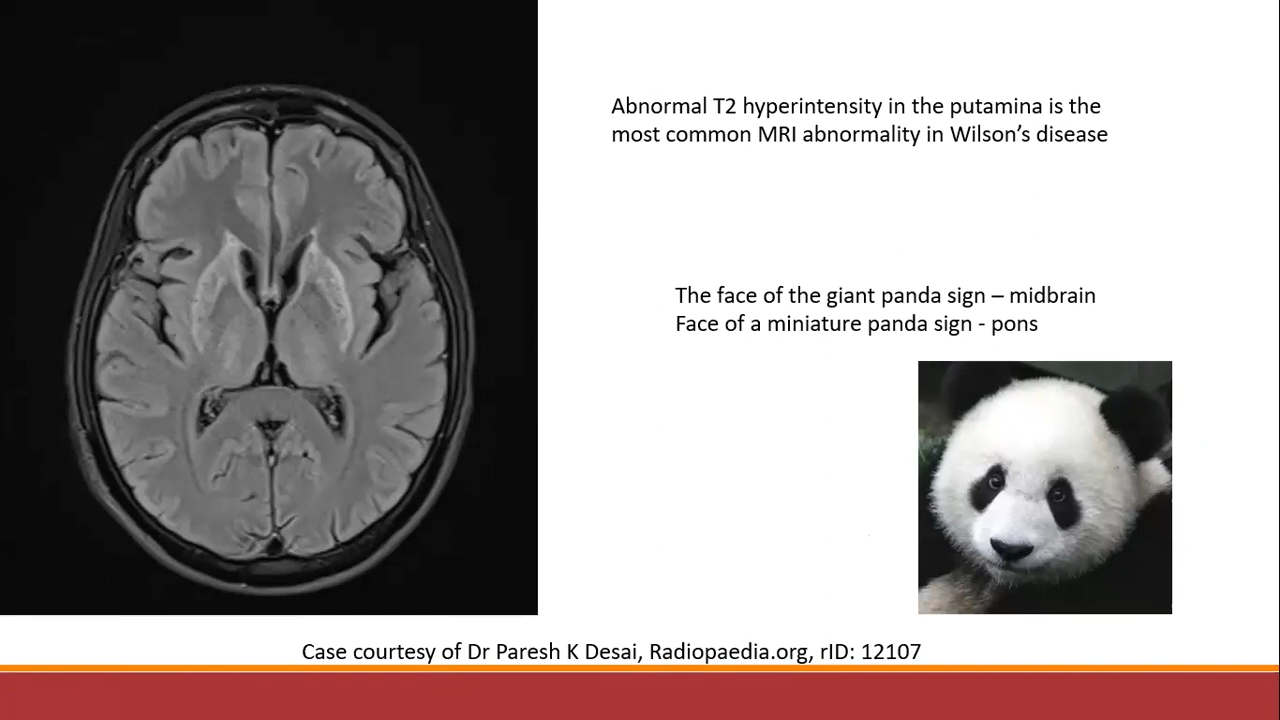 Abnormal T2 hyperintensity in the putamina is the
most common MRI abnormality in Wilson’s disease
The face of the giant panda sign – midbrain
Face of a miniature panda sign - pons
Case courtesy of Dr Paresh K Desai, Radiopaedia.org, rID: 12107